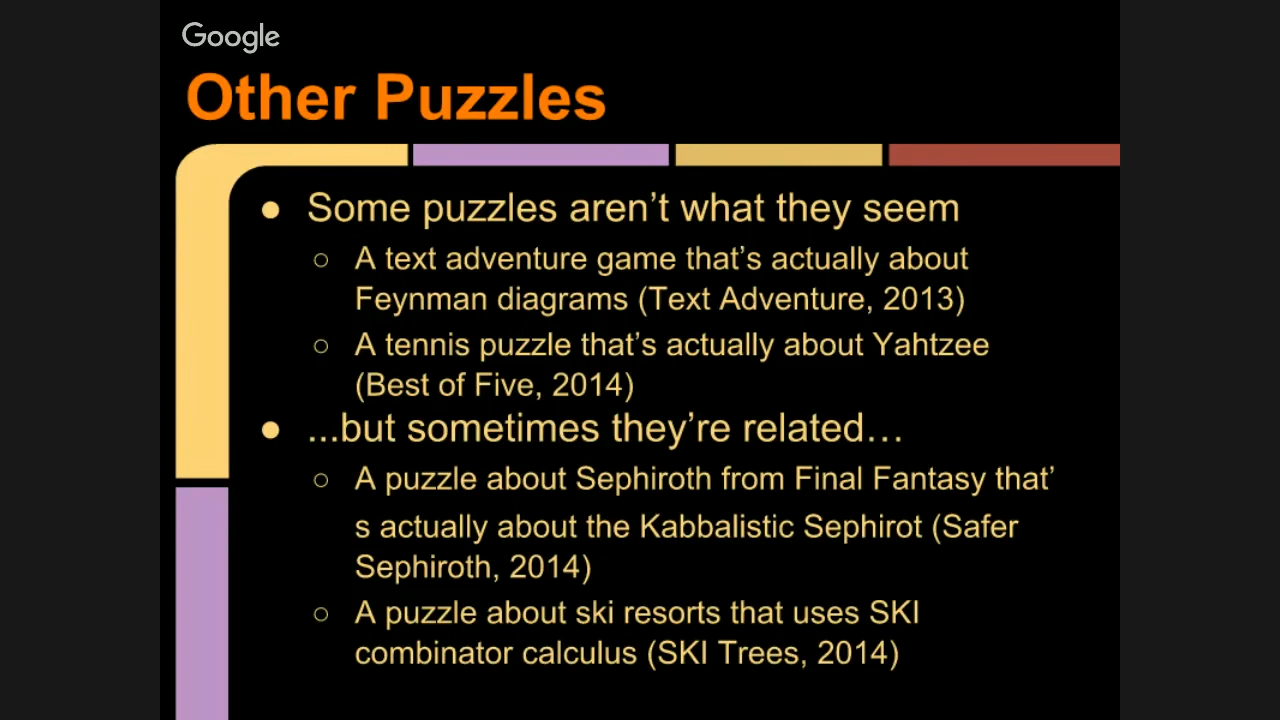 Google
Other Puzzles
● Some puzzles aren’t what they seem
○ A text adventure game that’s actually about
Feynman diagrams (Text Adventure, 2013)
○ A tennis puzzle that’s actually about Yahtzee
(Best of Five, 2014)
● ...but sometimes they’re related…
○ A puzzle about Sephiroth from Final Fantasy that’
s actually about the Kabbalistic Sephirot (Safer
Sephiroth, 2014)
○ A puzzle about ski resorts that uses SKI
combinator calculus (SKI Trees, 2014)